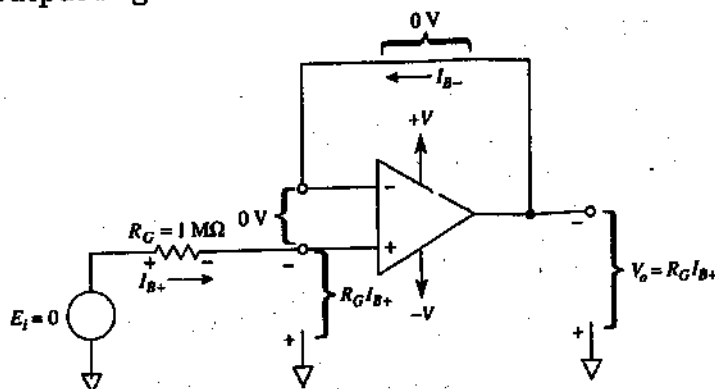 0 V
I_B−
+V
−
0 V
R_G = 1 MΩ
+ −
+
−
−
I_B+
E_i = 0
R_G I_B+
−V
V_o = R_G I_B+
+
+